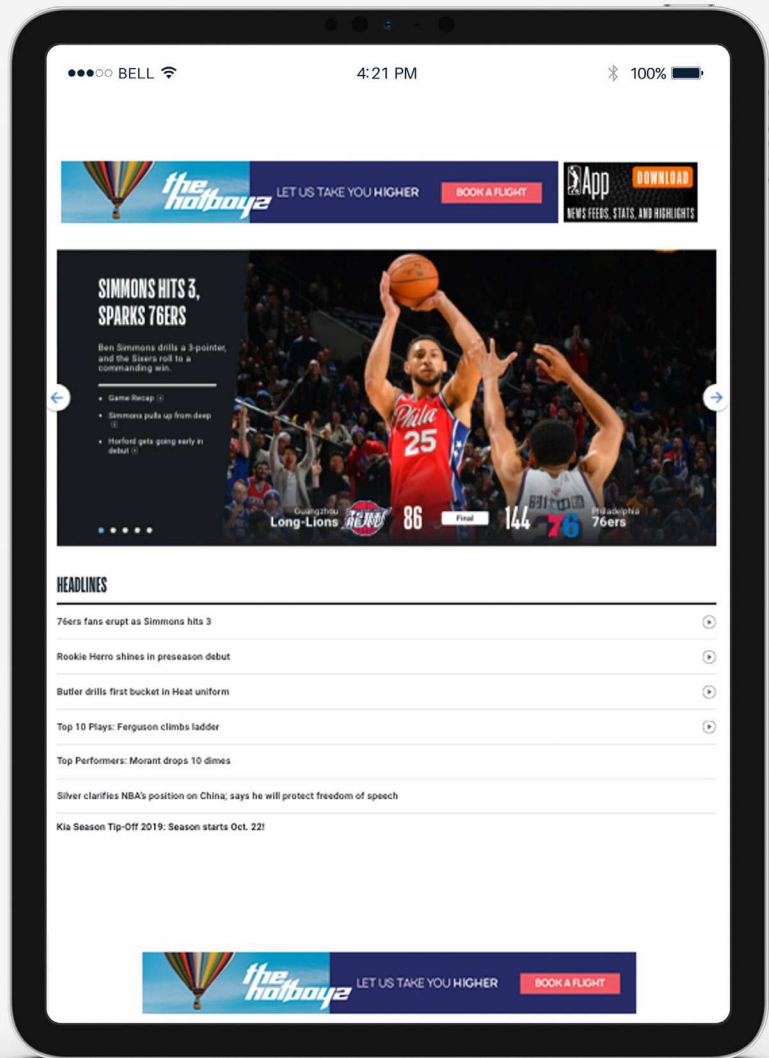 BELL
4:21 PM
100%
the
hotboyz
LET US TAKE YOU HIGHER
BOOK A FLIGHT
App
DOWNLOAD
NEWS FEEDS, STATS, AND HIGHLIGHTS
SIMMONS HITS 3,
SPARKS 76ERS
Ben Simmons drills a 3-pointer,
and the Sixers roll to a
commanding win.
Game Recap
Simmons pulls up from deep
Horford gets going early in
debut
Phila
25
Guangzhou
Long-Lions
86
Final
144
76
Philadelphia
76ers
HEADLINES
76ers fans erupt as Simmons hits 3
Rookie Herro shines in preseason debut
Butler drills first bucket in Heat uniform
Top 10 Plays: Ferguson climbs ladder
Top Performers: Morant drops 10 dimes
Silver clarifies NBA's position on China; says he will protect freedom of speech
Kia Season Tip-Off 2019: Season starts Oct. 22!
the
hotboyz
LET US TAKE YOU HIGHER
BOOK A FLIGHT